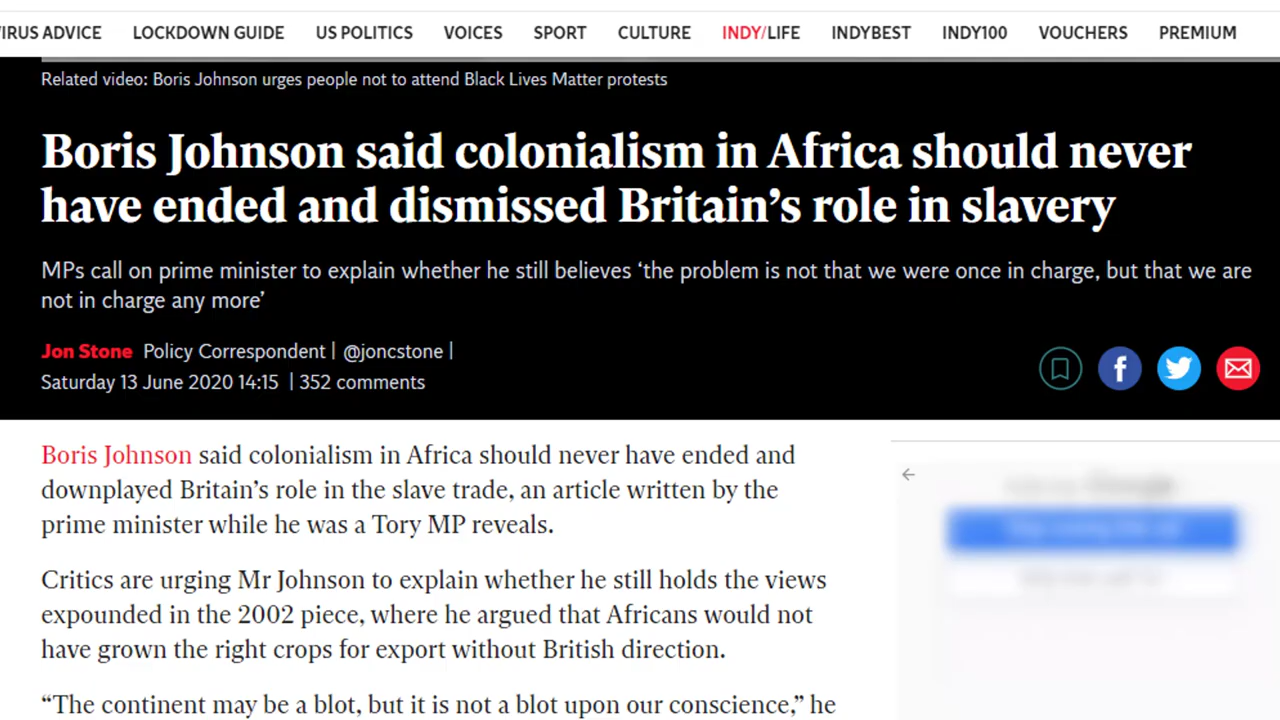 VIRUS ADVICE LOCKDOWN GUIDE US POLITICS VOICES SPORT CULTURE INDY/LIFE INDYBEST INDY100 VOUCHERS PREMIUM
Related video: Boris Johnson urges people not to attend Black Lives Matter protests
Boris Johnson said colonialism in Africa should never
have ended and dismissed Britain’s role in slavery
MPs call on prime minister to explain whether he still believes ‘the problem is not that we were once in charge, but that we are
not in charge any more’
Jon Stone Policy Correspondent | @joncstone |
Saturday 13 June 2020 14:15 | 352 comments
Boris Johnson said colonialism in Africa should never have ended and
downplayed Britain’s role in the slave trade, an article written by the
prime minister while he was a Tory MP reveals.
Critics are urging Mr Johnson to explain whether he still holds the views
expounded in the 2002 piece, where he argued that Africans would not
have grown the right crops for export without British direction.
“The continent may be a blot, but it is not a blot upon our conscience,” he